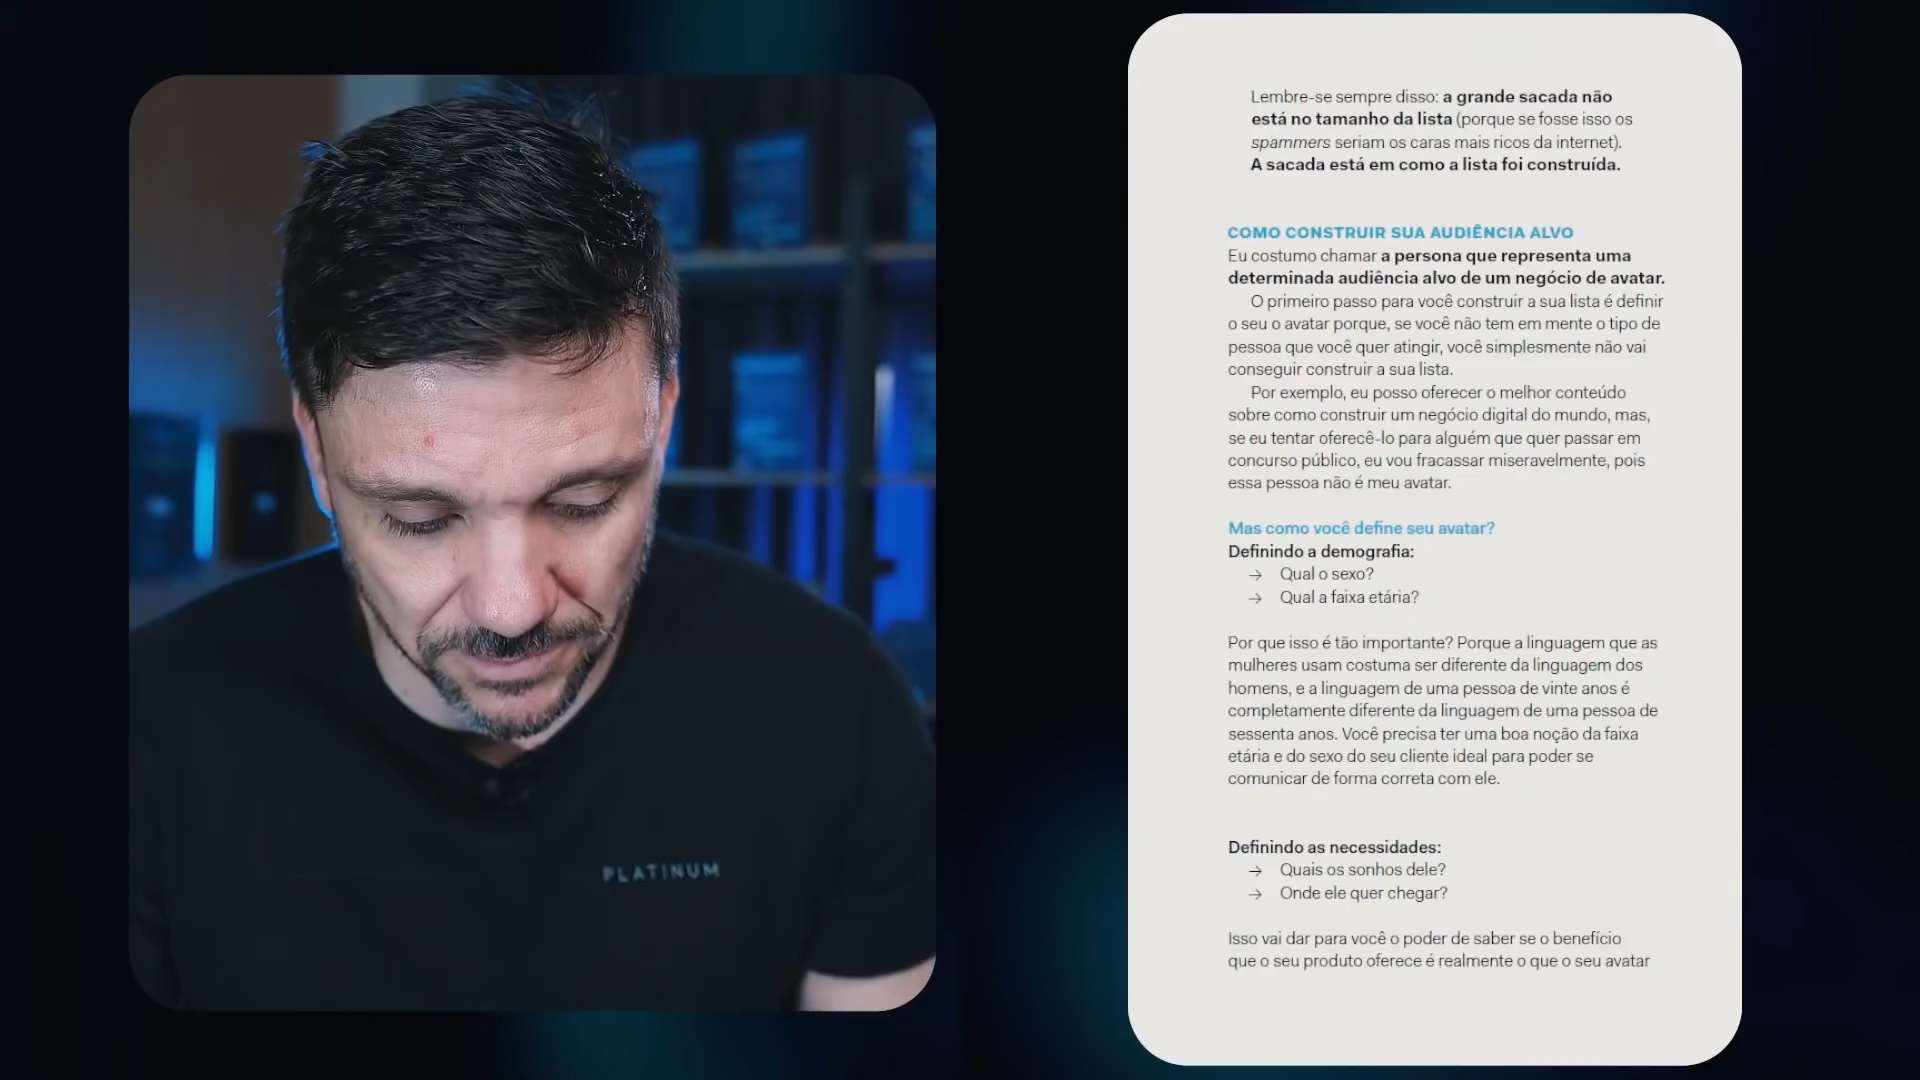 PLATINUM
Lembre-se sempre disso: a grande sacada não
está no tamanho da lista (porque se fosse isso os
spammers seriam os caras mais ricos da internet).
A sacada está em como a lista foi construída.
COMO CONSTRUIR SUA AUDIÊNCIA ALVO
Eu costumo chamar a persona que representa uma
determinada audiência alvo de um negócio de avatar.
O primeiro passo para você construir a sua lista é definir
o seu o avatar porque, se você não tem em mente o tipo de
pessoa que você quer atingir, você simplesmente não vai
conseguir construir a sua lista.
Por exemplo, eu posso oferecer o melhor conteúdo
sobre como construir um negócio digital do mundo, mas,
se eu tentar oferecê-lo para alguém que quer passar em
concurso público, eu vou fracassar miseravelmente, pois
essa pessoa não é meu avatar.
Mas como você define seu avatar?
Definindo a demografia:
→ Qual o sexo?
→ Qual a faixa etária?
Por que isso é tão importante? Porque a linguagem que as
mulheres usam costuma ser diferente da linguagem dos
homens, e a linguagem de uma pessoa de vinte anos é
completamente diferente da linguagem de uma pessoa de
sessenta anos. Você precisa ter uma boa noção da faixa
etária e do sexo do seu cliente ideal para poder se
comunicar de forma correta com ele.
Definindo as necessidades:
→ Quais os sonhos dele?
→ Onde ele quer chegar?
Isso vai dar para você o poder de saber se o benefício
que o seu produto oferece é realmente o que o seu avatar